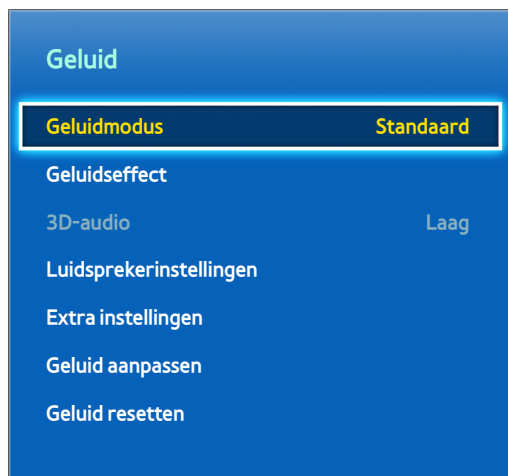 Geluid
Geluidmodus Standaard
Geluidseffect
3D-audio Laag
Luidsprekerinstellingen
Extra instellingen
Geluid aanpassen
Geluid resetten